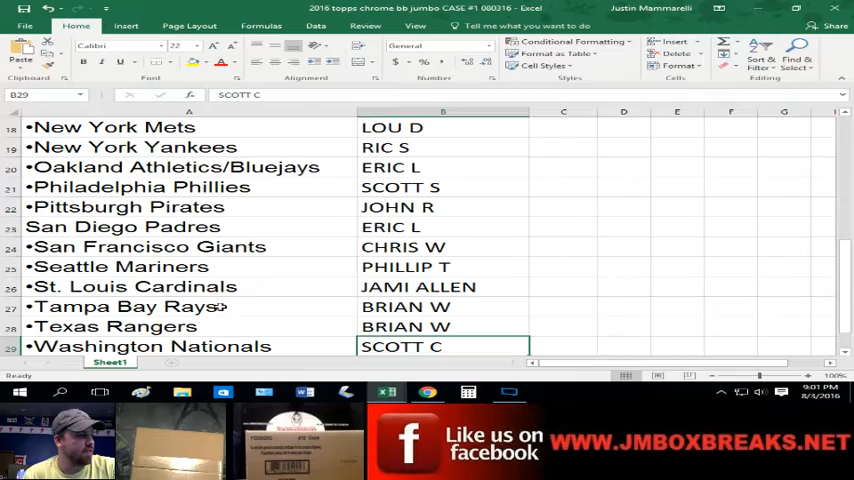 2016 topps chrome bb jumbo CASE #1 080316 - Excel
Justin Mammarelli
File Home Insert Page Layout Formulas Data Review View Tell me what you want to do Share
Paste
Calibri 22 General
Conditional Formatting
Format as Table
Cell Styles
Insert
Delete
Format
Sort & Filter
Find & Select
Clipboard Font Alignment Number Styles Cells Editing
B29 SCOTT C
A B C D E F G H
18 •New York Mets LOU D
19 •New York Yankees RIC S
20 •Oakland Athletics/Bluejays ERIC L
21 •Philadelphia Phillies SCOTT S
22 •Pittsburgh Pirates JOHN R
23 San Diego Padres ERIC L
24 •San Francisco Giants CHRIS W
25 •Seattle Mariners PHILLIP T
26 •St. Louis Cardinals JAMI ALLEN
27 •Tampa Bay Rays BRIAN W
28 •Texas Rangers BRIAN W
29 •Washington Nationals SCOTT C
Sheet1
Ready 100%
9:01 PM
8/3/2016
Like us on
facebook
WWW.JMBOXBREAKS.NET